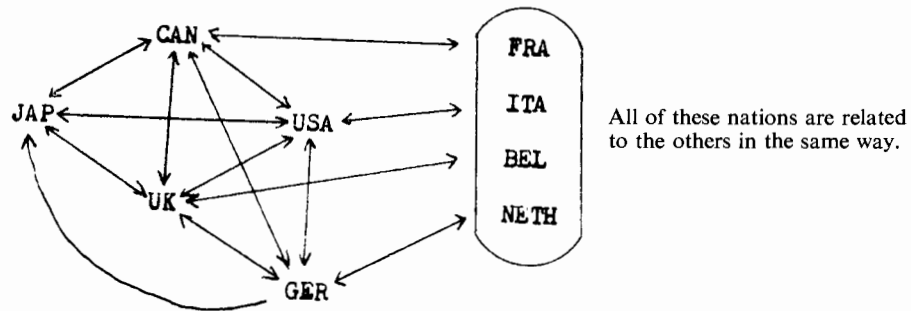 CAN
FRA
JAP
USA
ITA
All of these nations are related
to the others in the same way.
BEL
UK
NETH
GER